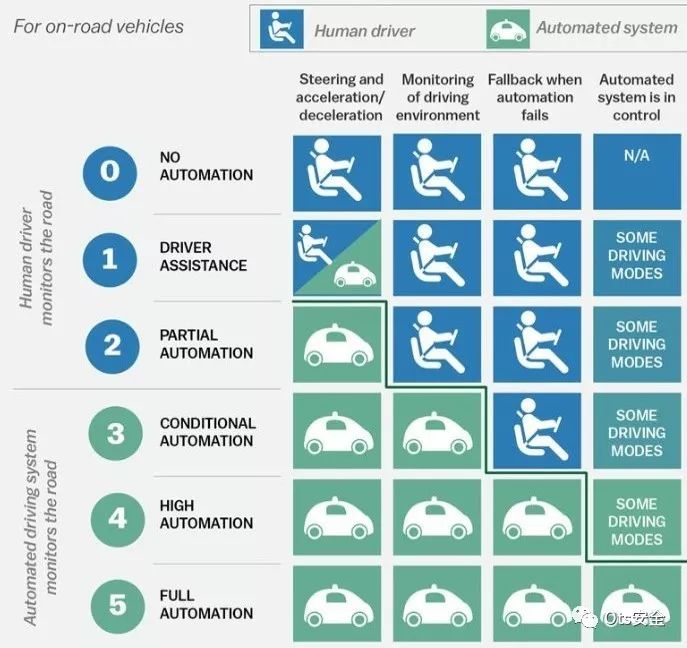 For on-road vehicles
Human driver
Automated system
Steering and
acceleration/
deceleration
Monitoring
of driving
environment
Fallback when
automation
fails
Automated
system is in
control
Human driver
monitors the road
0
NO
AUTOMATION
N/A
1
DRIVER
ASSISTANCE
SOME
DRIVING
MODES
2
PARTIAL
AUTOMATION
SOME
DRIVING
MODES
Automated driving system
monitors the road
3
CONDITIONAL
AUTOMATION
SOME
DRIVING
MODES
4
HIGH
AUTOMATION
SOME
DRIVING
MODES
5
FULL
AUTOMATION
Ots安全